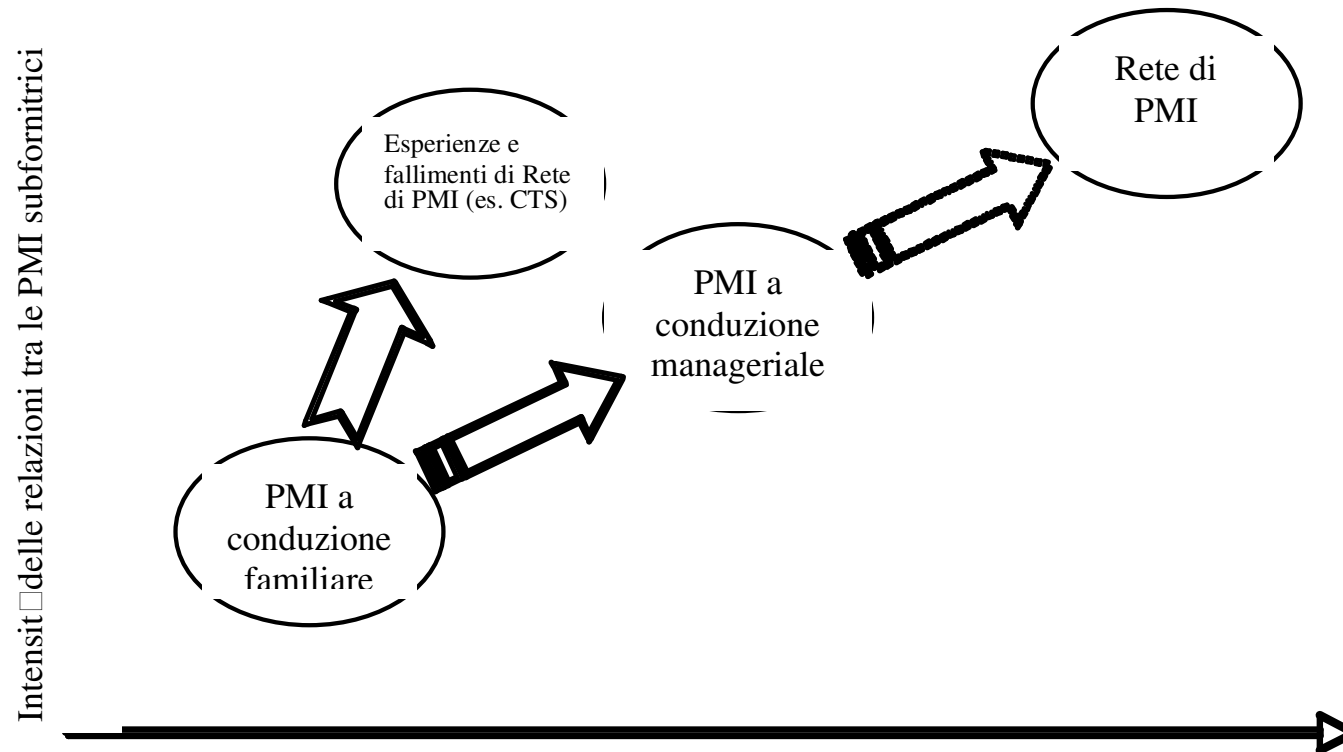 Intensit□delle relazioni tra le PMI subfornitrici
Esperienze e
fallimenti di Rete
di PMI (es. CTS)
Rete di
PMI
PMI a
conduzione
manageriale
PMI a
conduzione
familiare